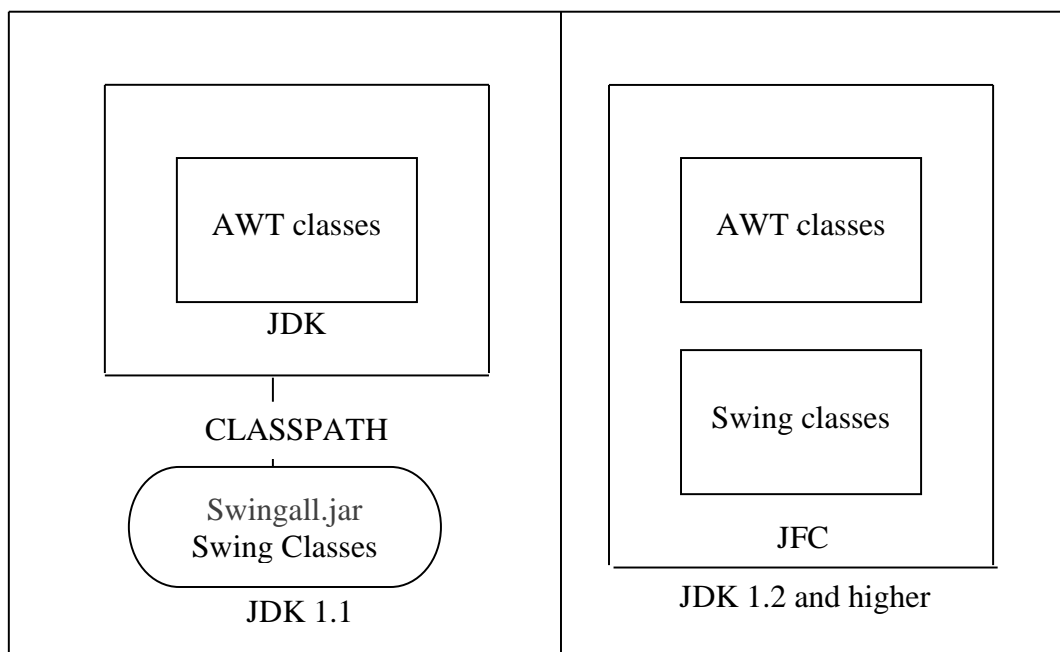 AWT classes
JDK
CLASSPATH
Swingall.jar
Swing Classes
JDK 1.1
AWT classes
Swing classes
JFC
JDK 1.2 and higher